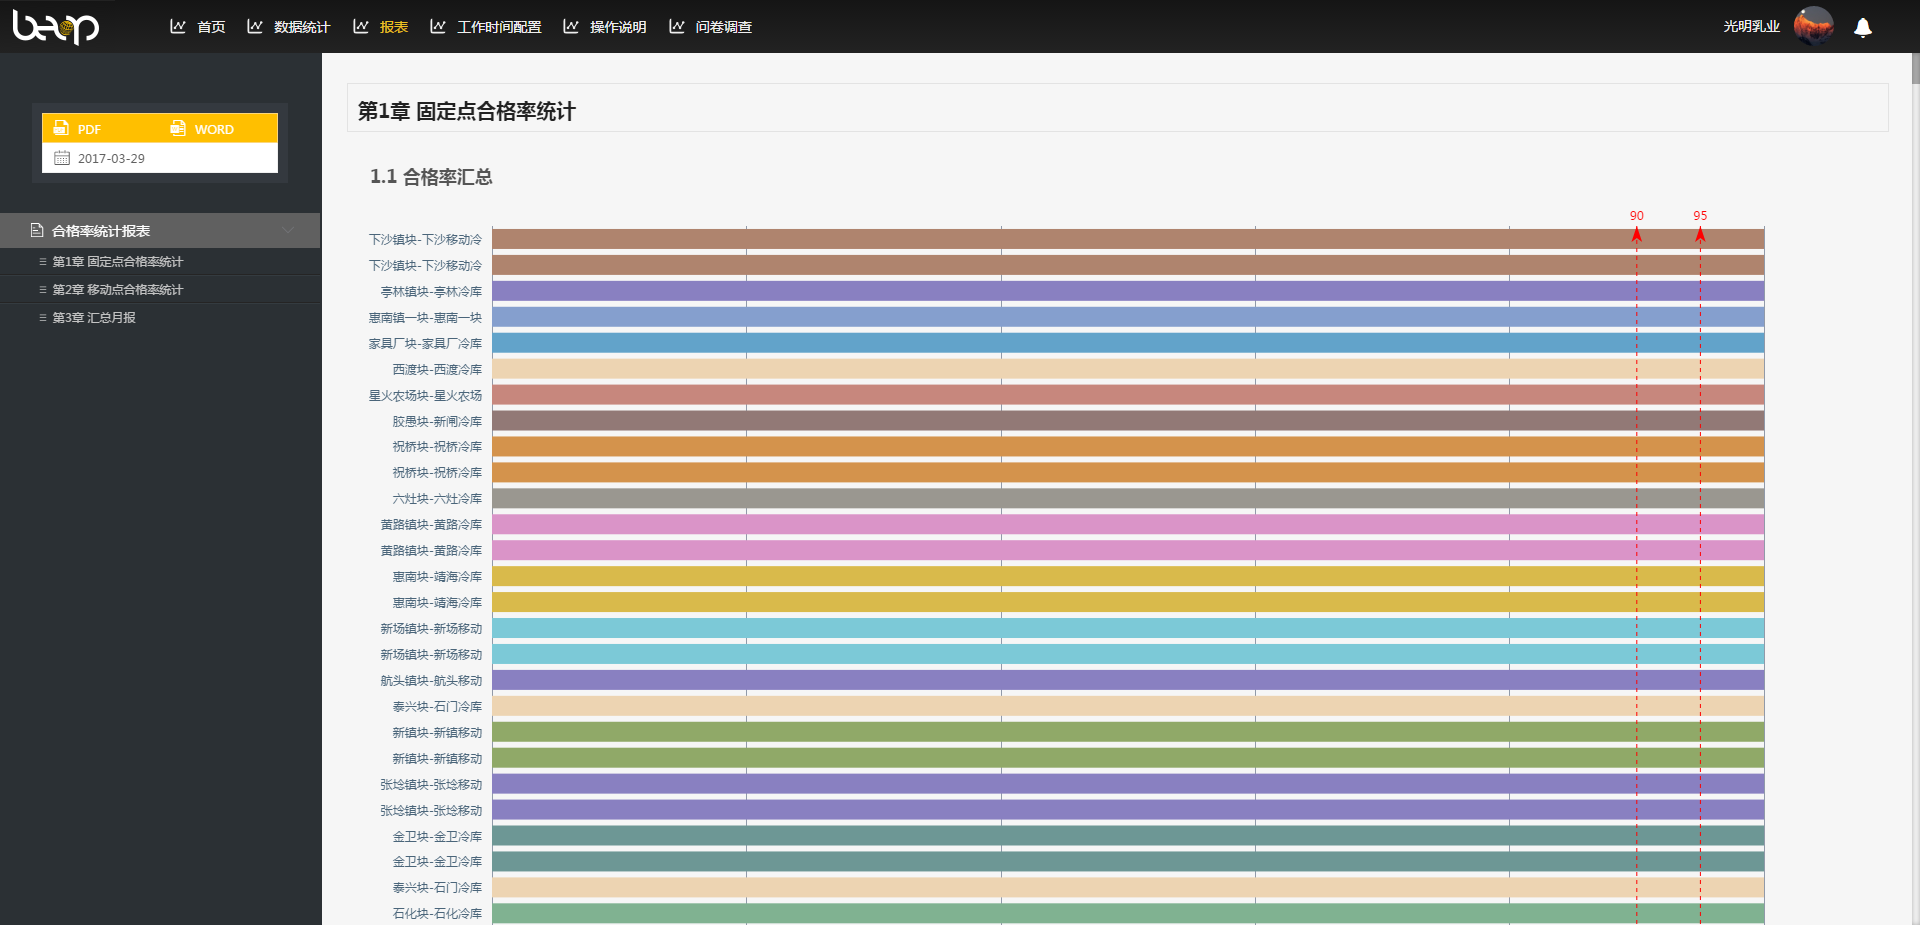 beop
首页 数据统计 报表 工作时间配置 操作说明 问卷调查
光明乳业
PDF WORD
2017-03-29
合格率统计报表
第1章 固定点合格率统计
第2章 移动点合格率统计
第3章 汇总月报
第1章 固定点合格率统计
1.1 合格率汇总
90 95
下沙镇块-下沙移动冷
下沙镇块-下沙移动冷
亭林镇块-亭林冷库
惠南镇一块-惠南一块
家具厂块-家具厂冷库
西渡块-西渡冷库
星火农场块-星火农场
胶愚块-新闸冷库
祝桥块-祝桥冷库
祝桥块-祝桥冷库
六灶块-六灶冷库
黄路镇块-黄路冷库
黄路镇块-黄路冷库
惠南块-靖海冷库
惠南块-靖海冷库
新场镇块-新场移动
新场镇块-新场移动
航头镇块-航头移动
泰兴块-石门冷库
新镇块-新镇移动
新镇块-新镇移动
张埝镇块-张埝移动
张埝镇块-张埝移动
金卫块-金卫冷库
金卫块-金卫冷库
泰兴块-石门冷库
石化块-石化冷库